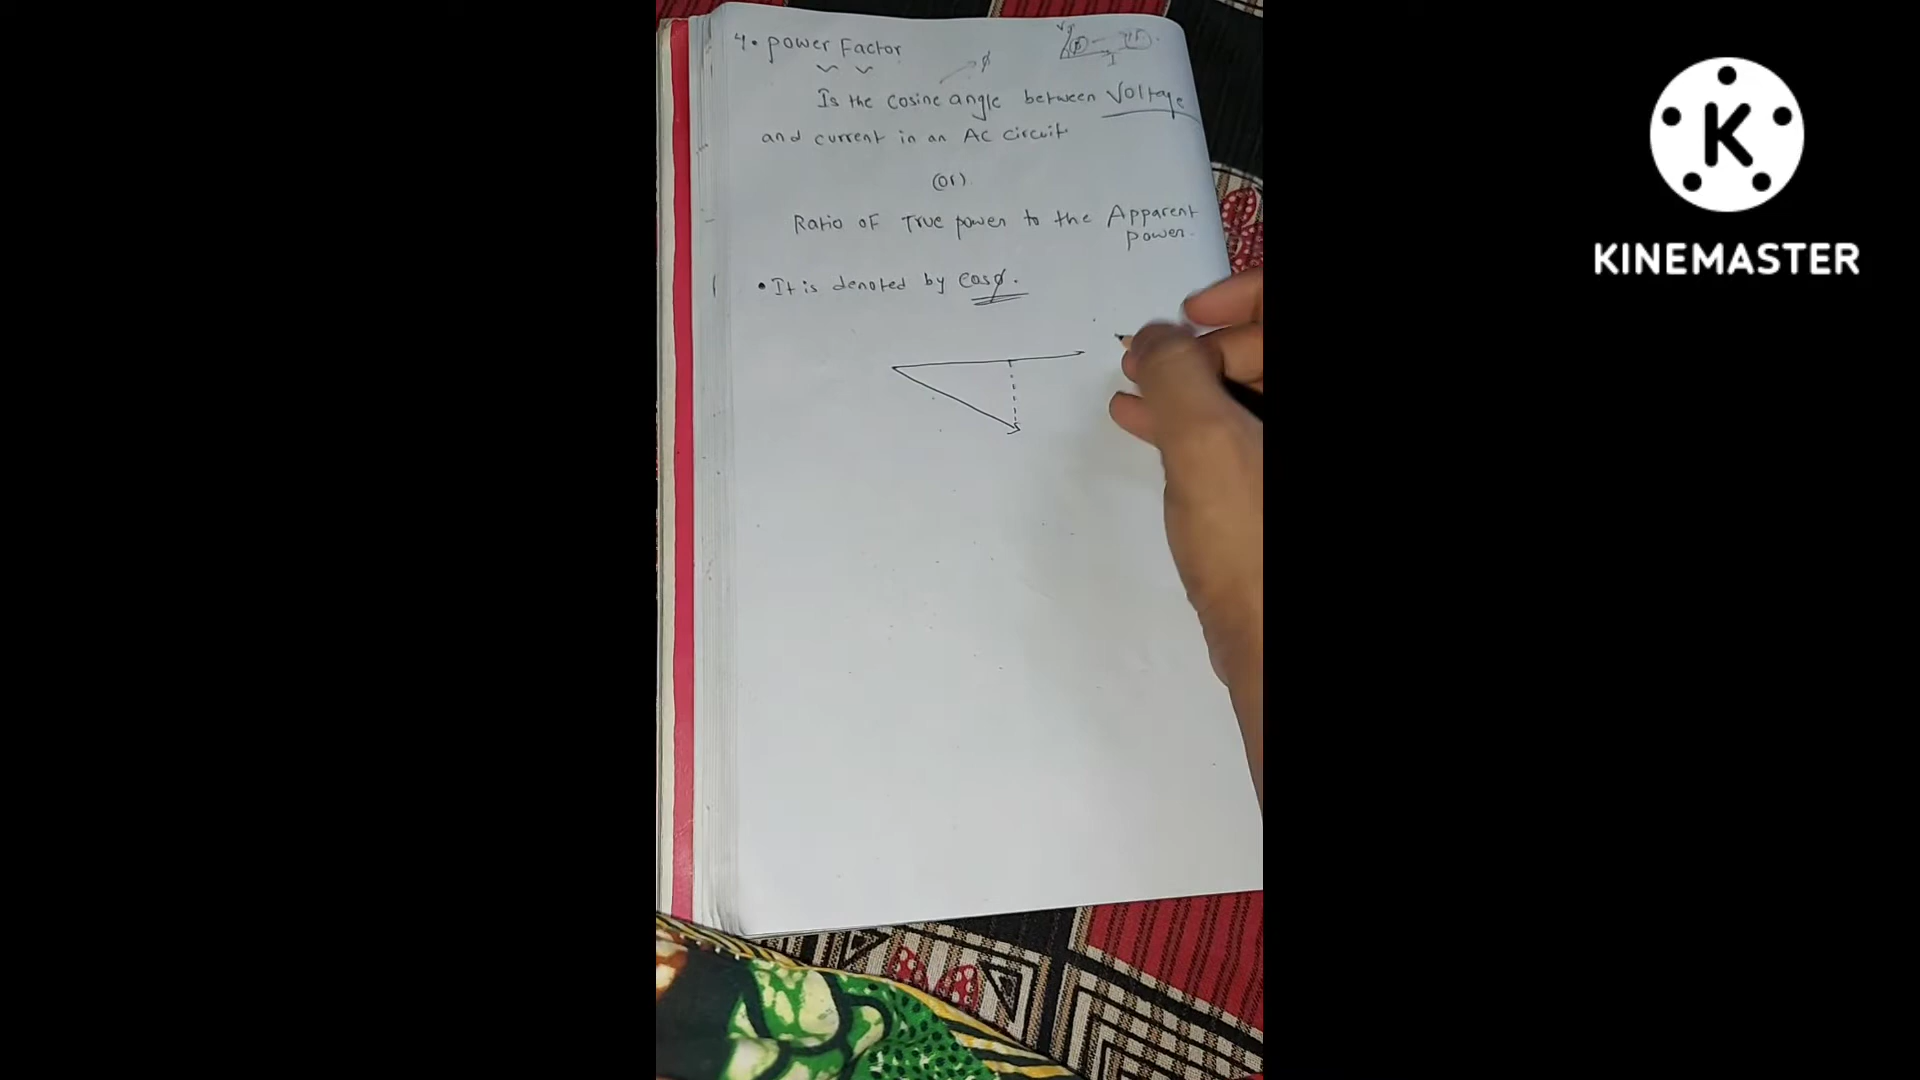 4. Power Factor
φ
V
φ
I
Is the cosine angle between Voltage
and current in an AC circuit
(or)
Ratio of True power to the Apparent
power.
• It is denoted by cosφ.
K
KINEMASTER